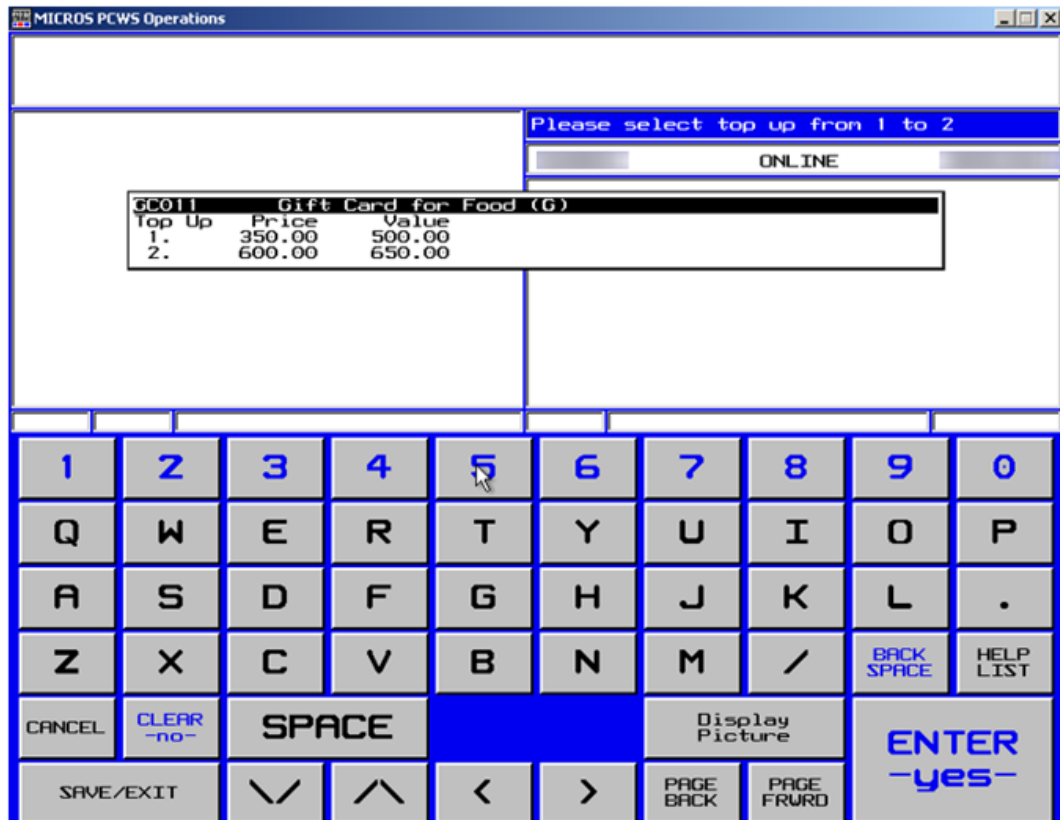 MICROS PCWS Operations
Please select top up from 1 to 2
ONLINE
GC011 Gift Card for Food (G)
Top Up Price Value
1. 350.00 500.00
2. 600.00 650.00
1 2 3 4 5 6 7 8 9 0
Q W E R T Y U I O P
A S D F G H J K L .
Z X C V B N M / BACK SPACE HELP LIST
CANCEL CLEAR -no- SPACE Display Picture ENTER -yes-
SAVE/EXIT \/ /\ < > PAGE BACK PAGE FRWRD